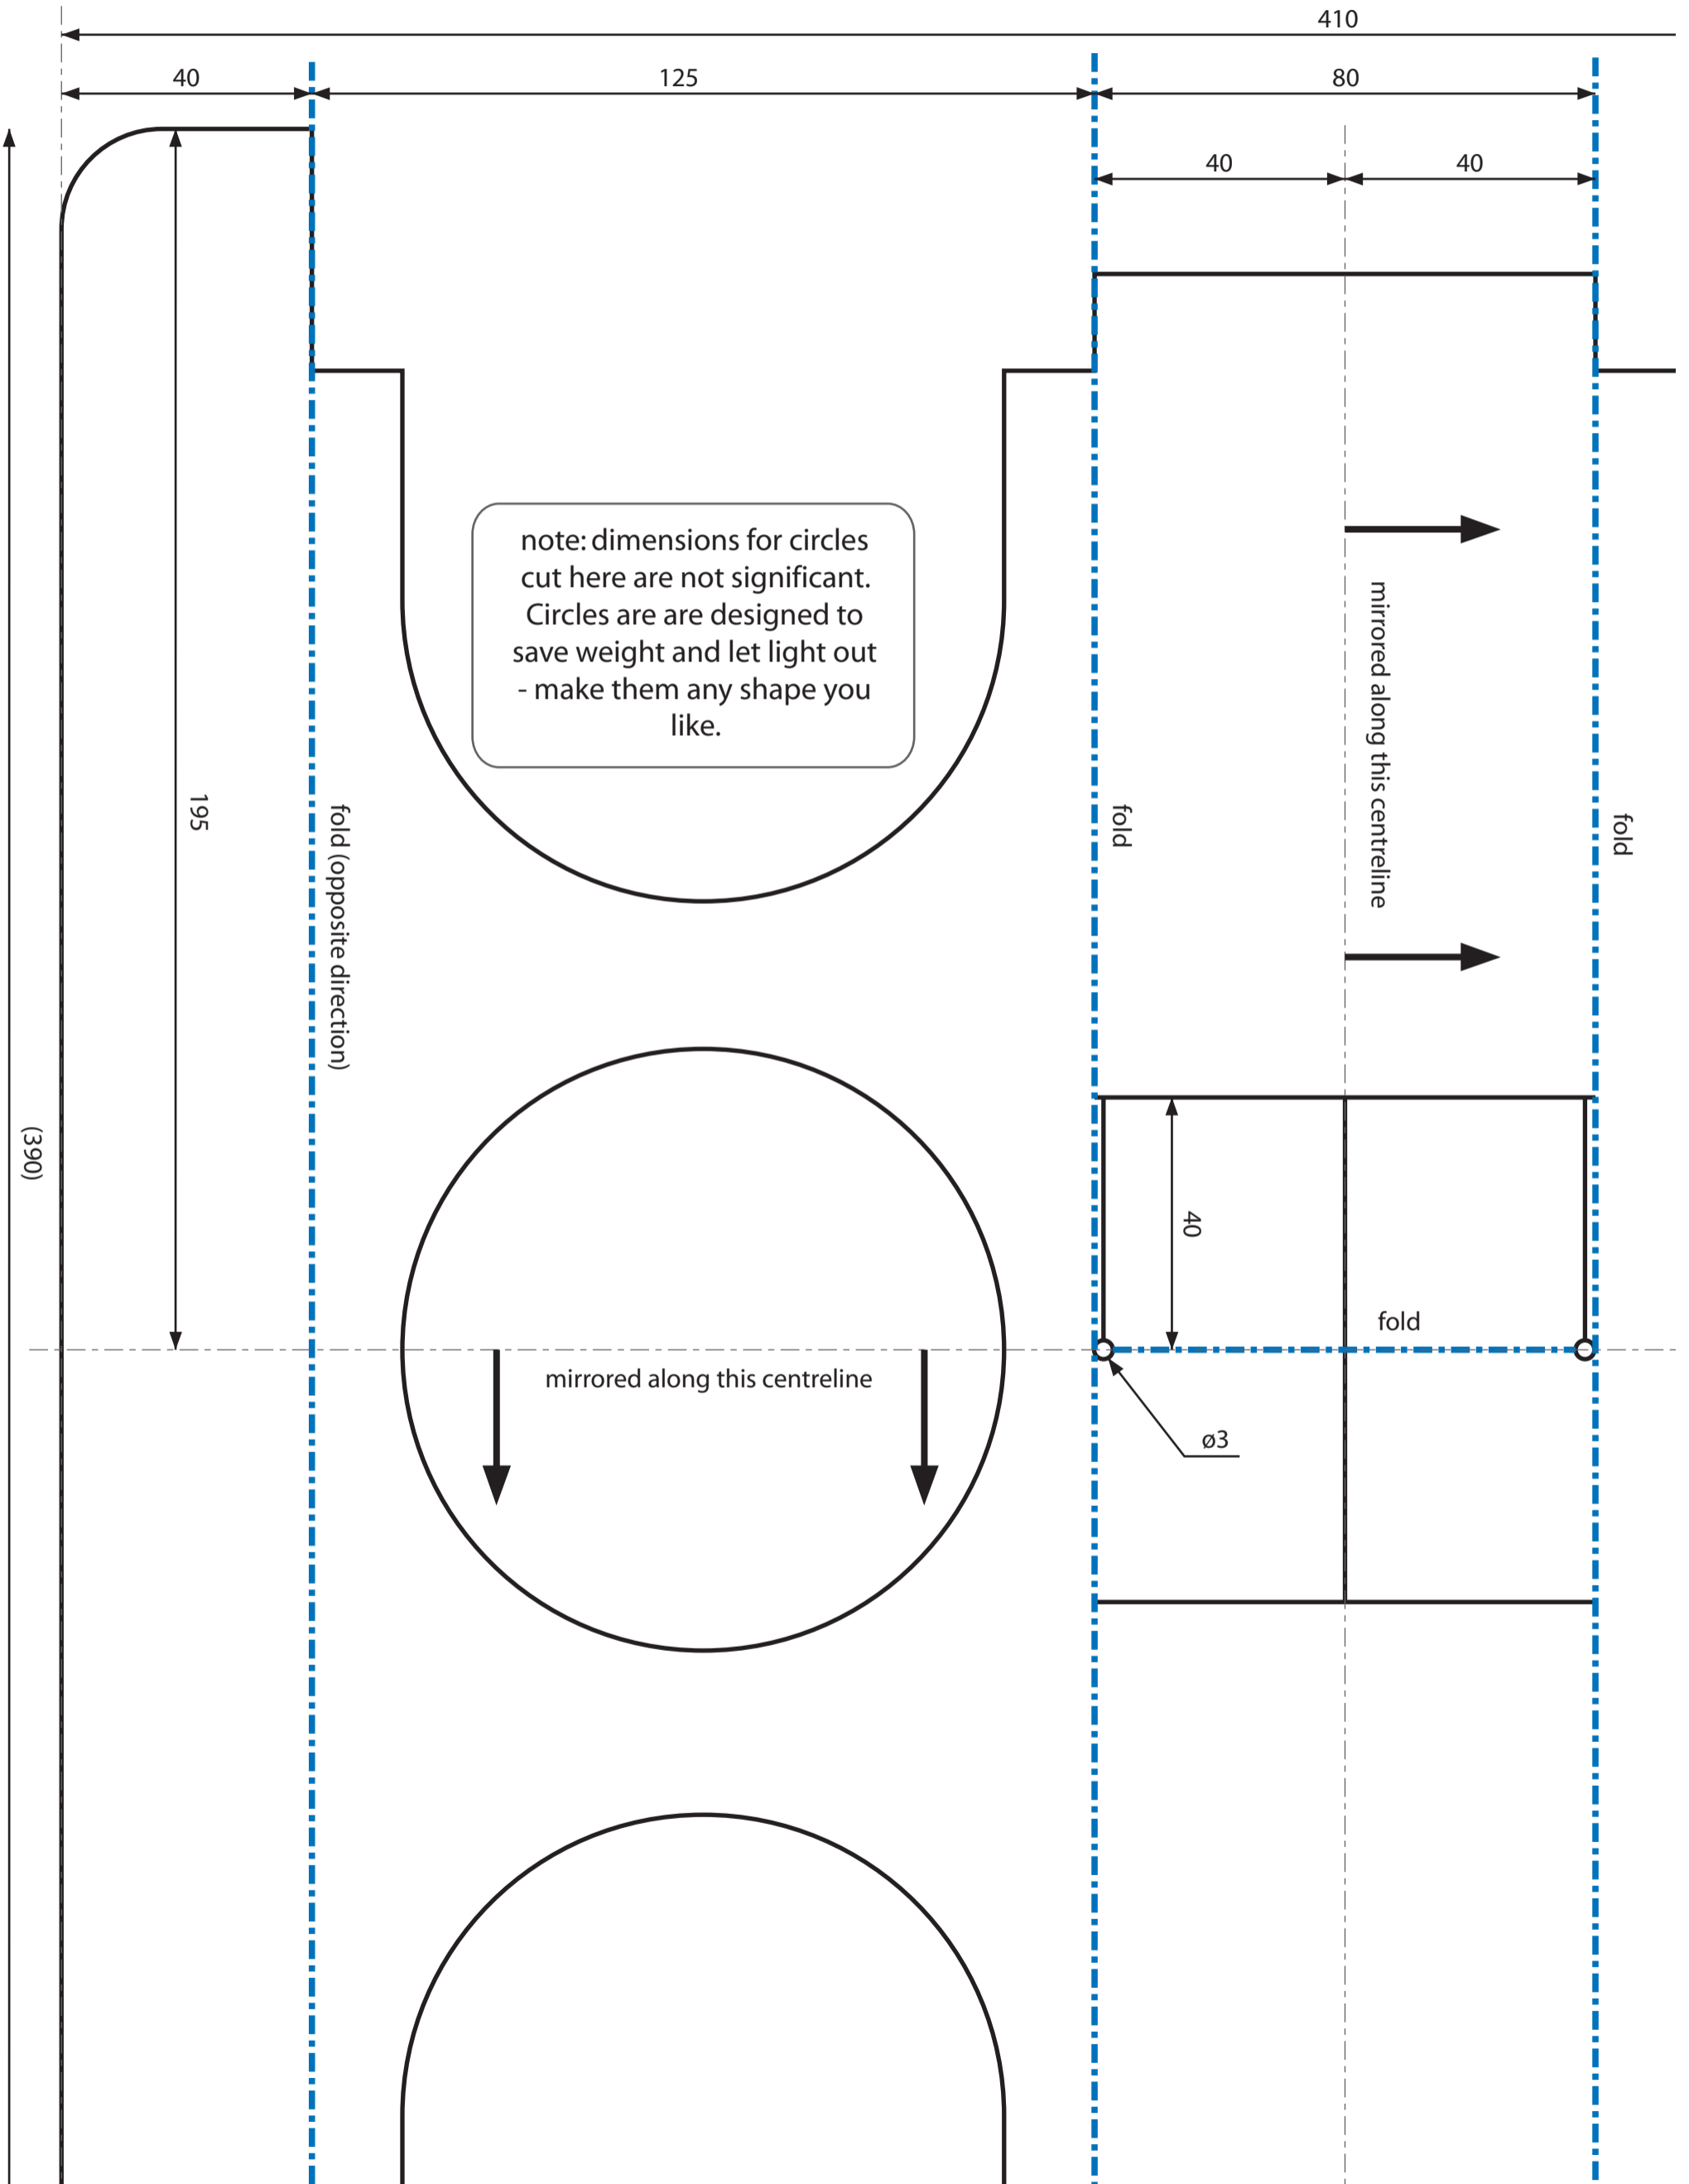 410
40
125
80
40
40
note: dimensions for circles
cut here are not significant.
Circles are are designed to
save weight and let light out
- make them any shape you
like.
mirrored along this centreline
195
fold (opposite direction)
fold
fold
(390)
40
fold
mirrored along this centreline
ø3